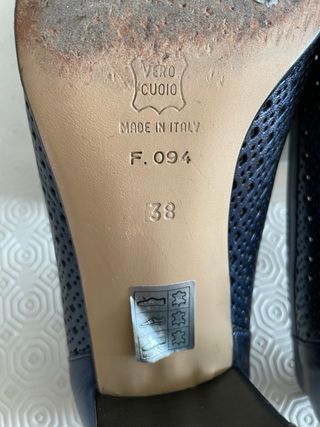 VERO
CUOIO
MADE IN ITALY
F. 094
38